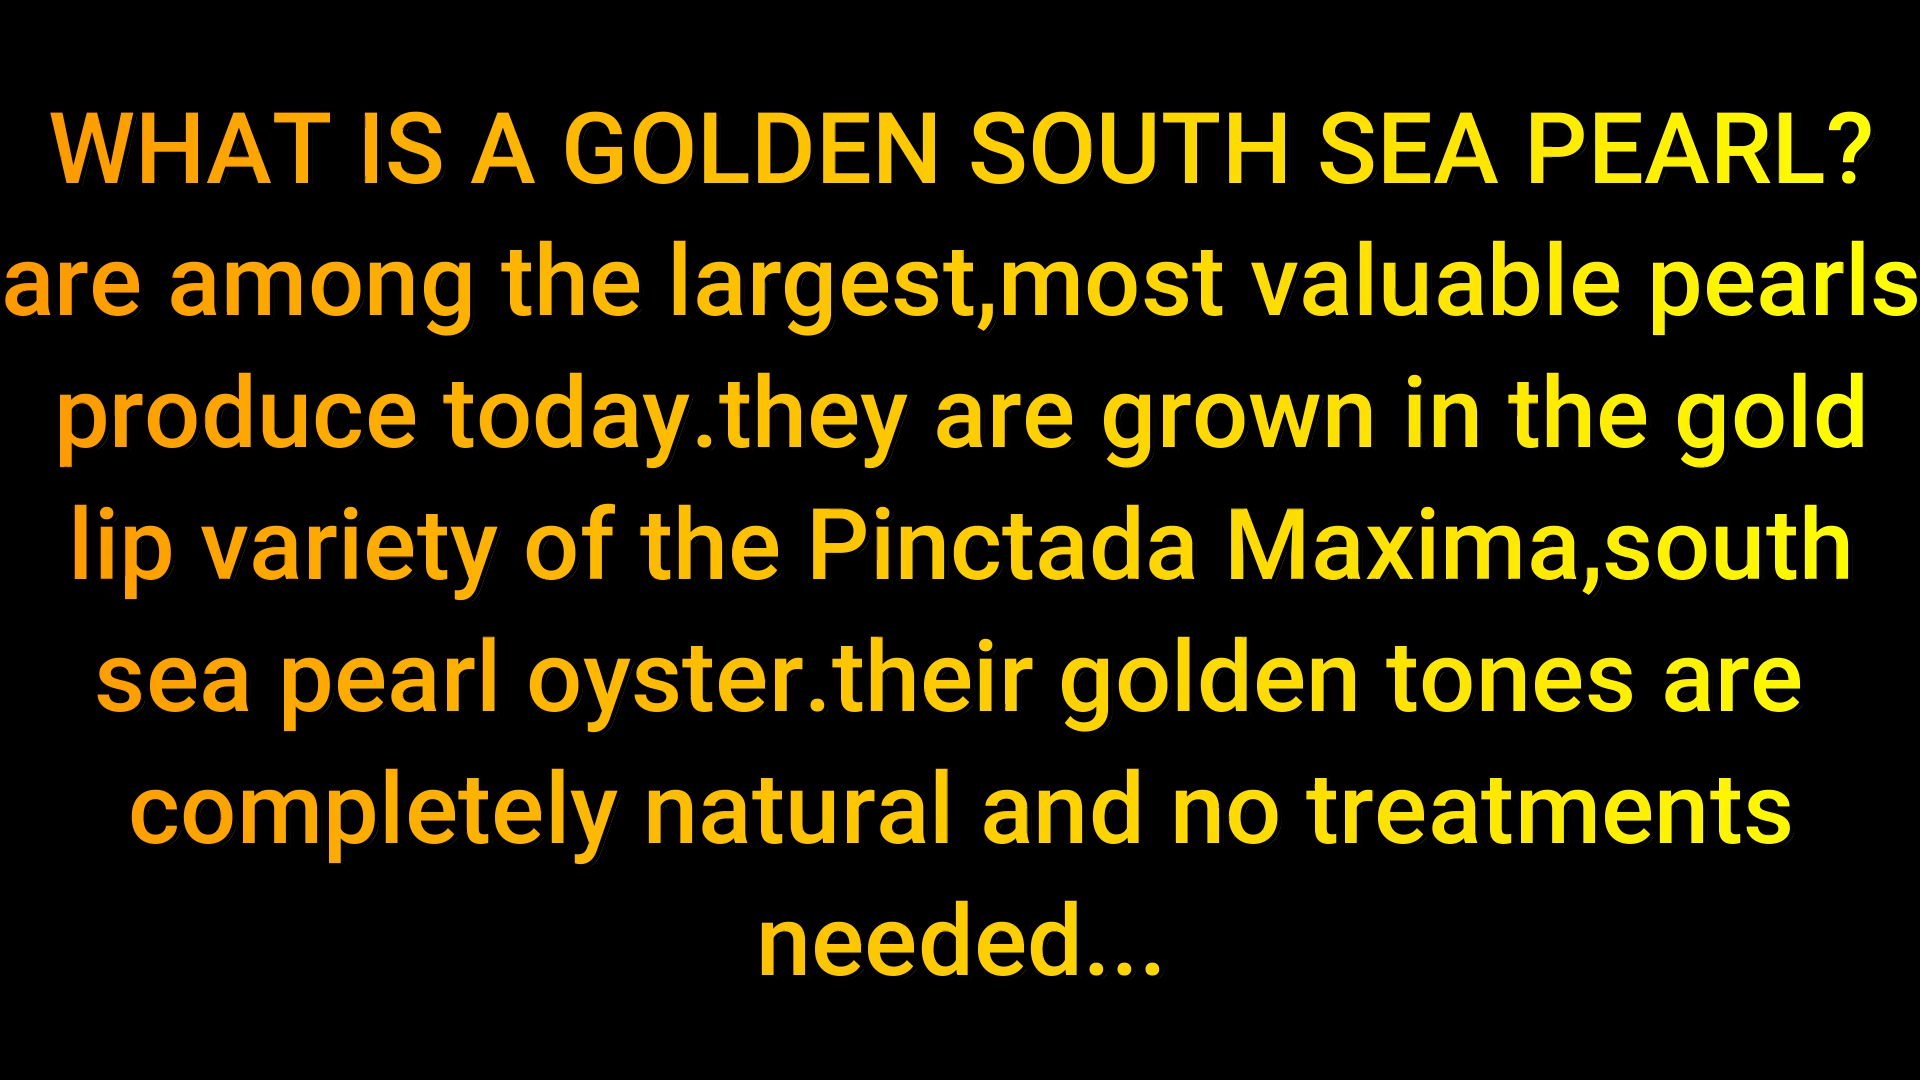 WHAT IS A GOLDEN SOUTH SEA PEARL?
are among the largest,most valuable pearls
produce today.they are grown in the gold
lip variety of the Pinctada Maxima,south
sea pearl oyster.their golden tones are
completely natural and no treatments
needed...